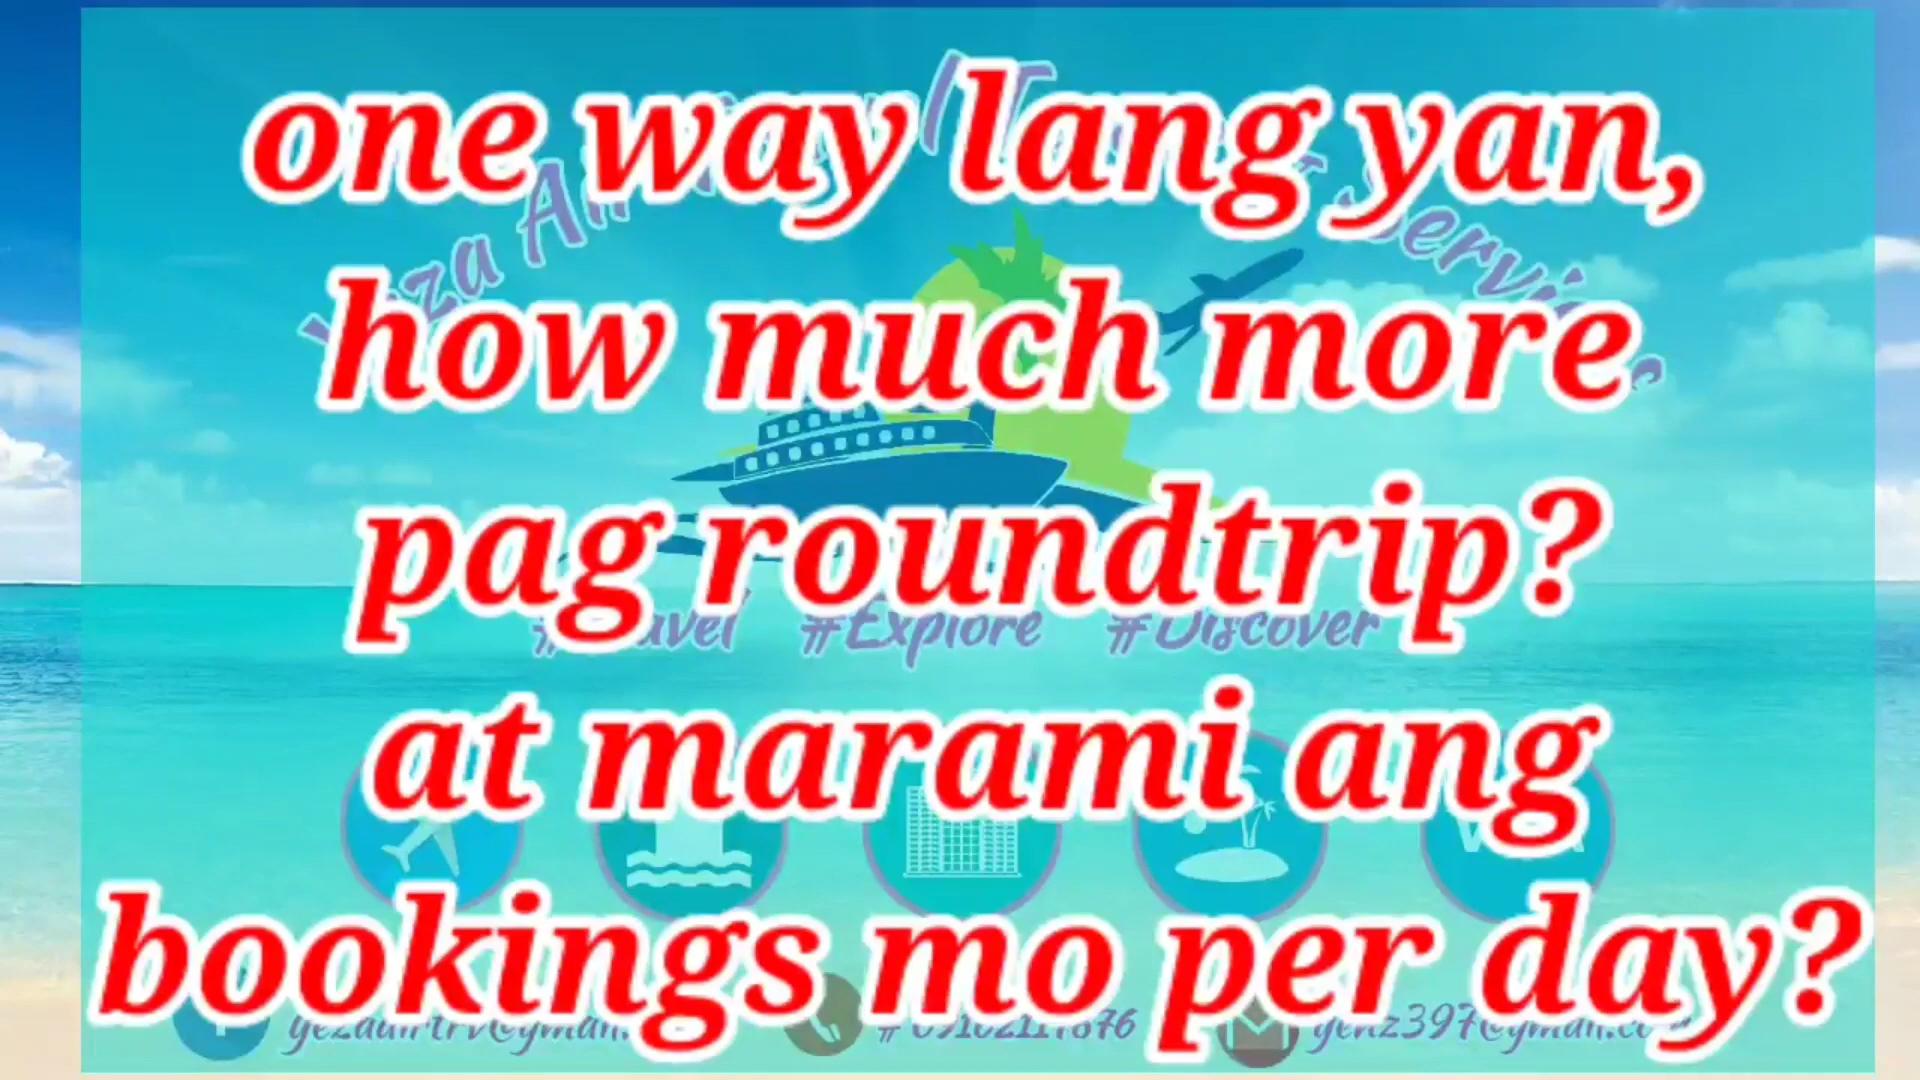 one way lang yan,
how much more
pag roundtrip?
#Explore #Discover
at marami ang
bookings mo per day?